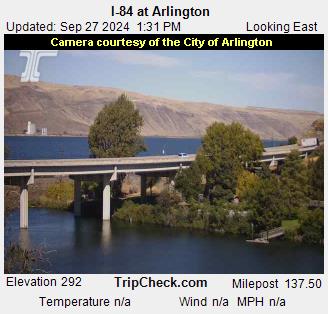 I-84 at Arlington
Updated: Sep 27 2024 1:31 PM Looking East
Camera courtesy of the City of Arlington
Elevation 292 TripCheck.com Milepost 137.50
Temperature n/a Wind n/a MPH n/a